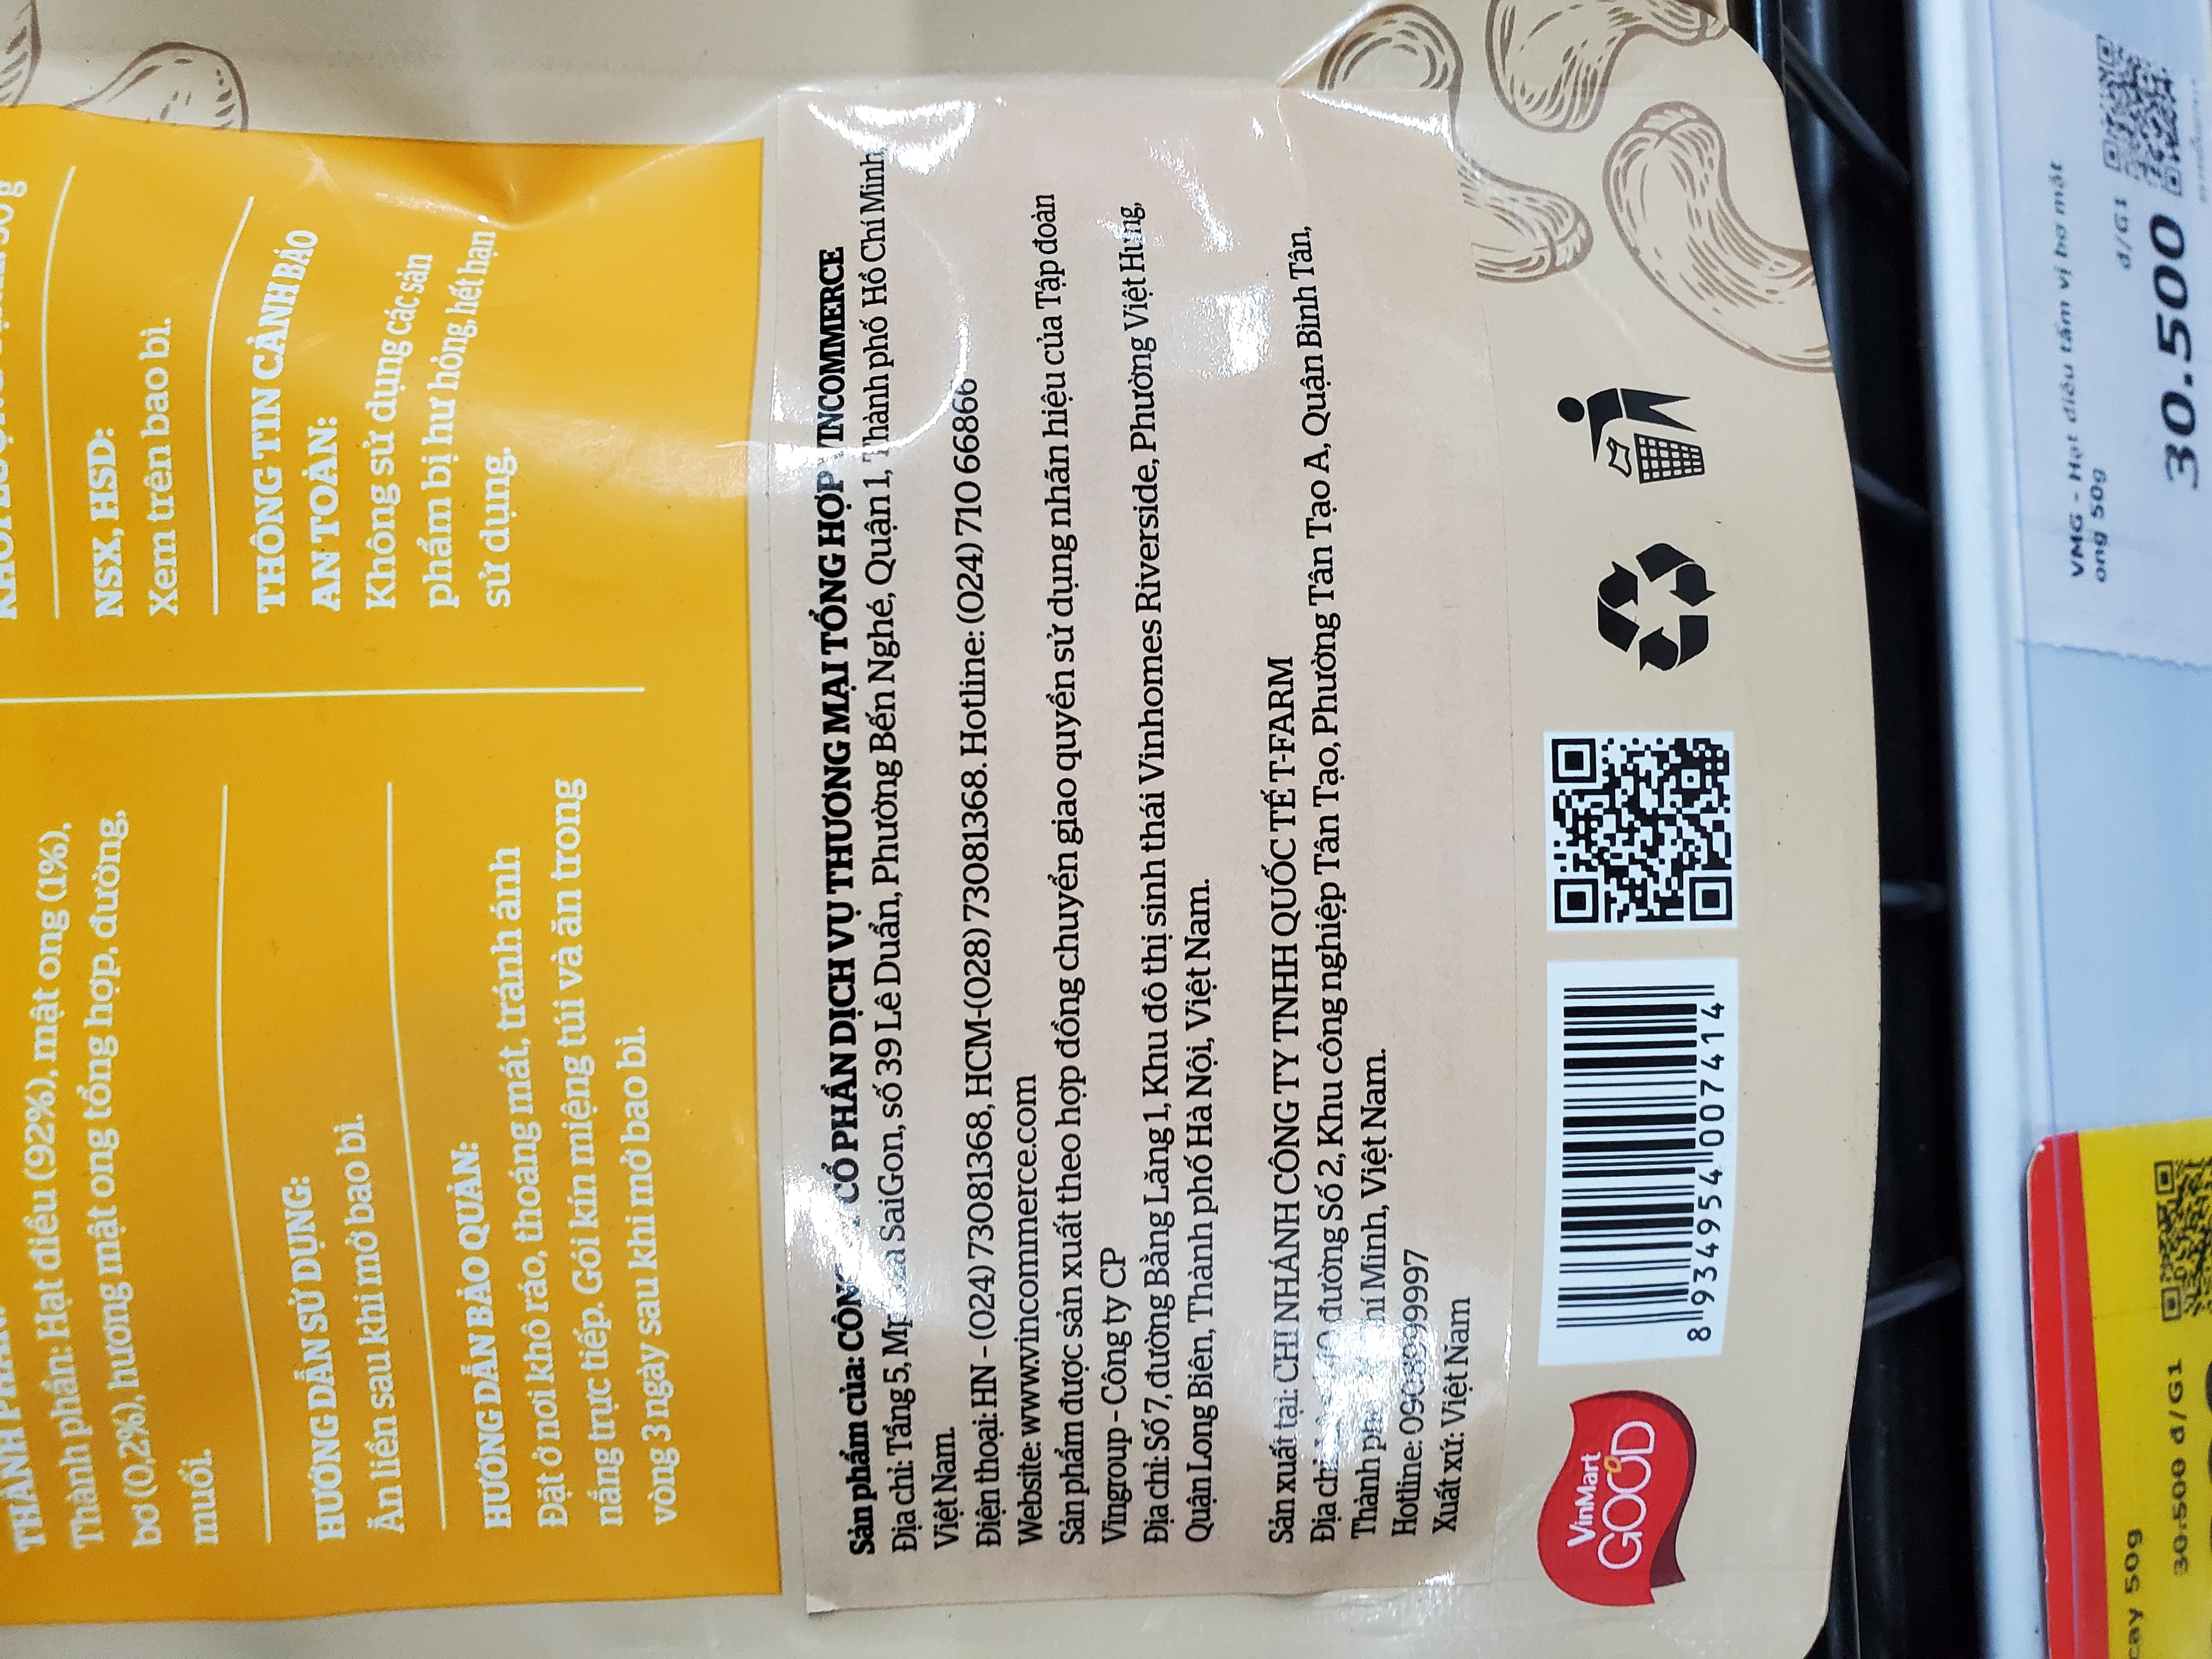 THÀNH PHẦN:
Thành phần: Hạt điều (92%), mật ong (1%),
bơ (0,2%), hương mật ong tổng hợp, đường,
muối.
HƯỚNG DẪN SỬ DỤNG:
Ăn liền sau khi mở bao bì.
HƯỚNG DẪN BẢO QUẢN:
Đặt ở nơi khô ráo, thoáng mát, tránh ánh
nắng trực tiếp. Gói kín miệng túi và ăn trong
vòng 3 ngày sau khi mở bao bì.
KHỐI LƯỢNG
NSX, HSD:
Xem trên bao bì.
THÔNG TIN CẢNH BÁO
AN TOÀN:
Không sử dụng các sản
phẩm bị hư hỏng, hết hạn
sử dụng.
Sản phẩm của: CỔ PHẦN DỊCH VỤ THƯƠNG MẠI TỔNG HỢP VINCOMMERCE
Địa chỉ: Tầng 5, SaiGon, số 39 Lê Duẩn, Phường Bến Nghé, Quận 1, Thành phố Hồ Chí Minh,
Việt Nam.
Điện thoại: HN - (024) 73081368, HCM-(028) 73081368. Hotline: (024) 710 66866
Website: www.vincommerce.com
Sản phẩm được sản xuất theo hợp đồng chuyển giao quyền sử dụng nhãn hiệu của Tập đoàn
Vingroup - Công ty CP
Địa chỉ: Số 7, đường Bằng Lăng 1, Khu đô thị sinh thái Vinhomes Riverside, Phường Việt Hưng,
Quận Long Biên, Thành phố Hà Nội, Việt Nam.
Sản xuất tại: CHI NHÁNH CÔNG TY TNHH QUỐC TẾ T-FARM
Địa chỉ: đường Số 2, Khu công nghiệp Tân Tạo, Phường Tân Tạo A, Quận Bình Tân,
Thành phố Chí Minh, Việt Nam.
Hotline: 0908999997
Xuất xứ: Việt Nam
VinMart
GOOD
8 934954 007414
cay 50g
30.500 đ/G1
VMG - Hạt điều tẩm vị bơ mật
ong 50g
đ/G1
30.500